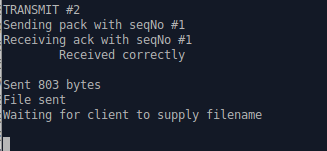 TRANSMIT #2
Sending pack with seqNo #1
Receiving ack with seqNo #1
Received correctly
Sent 803 bytes
File sent
Waiting for client to supply filename